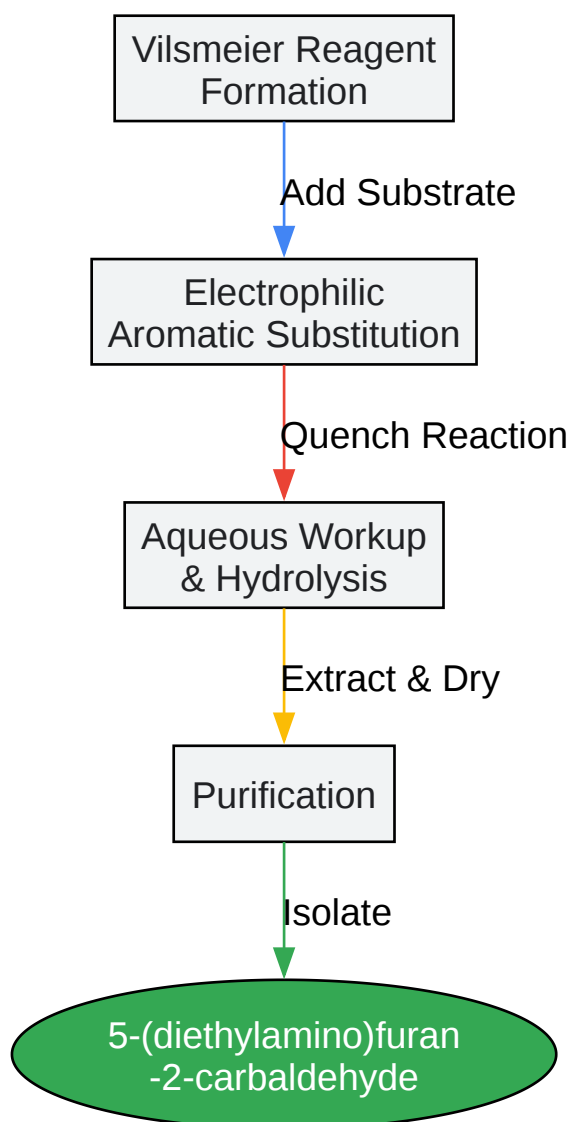 Vilsmeier Reagent
Formation
Add Substrate
Electrophilic
Aromatic Substitution
Quench Reaction
Aqueous Workup
& Hydrolysis
Extract & Dry
Purification
Isolate
5-(diethylamino)furan
-2-carbaldehyde